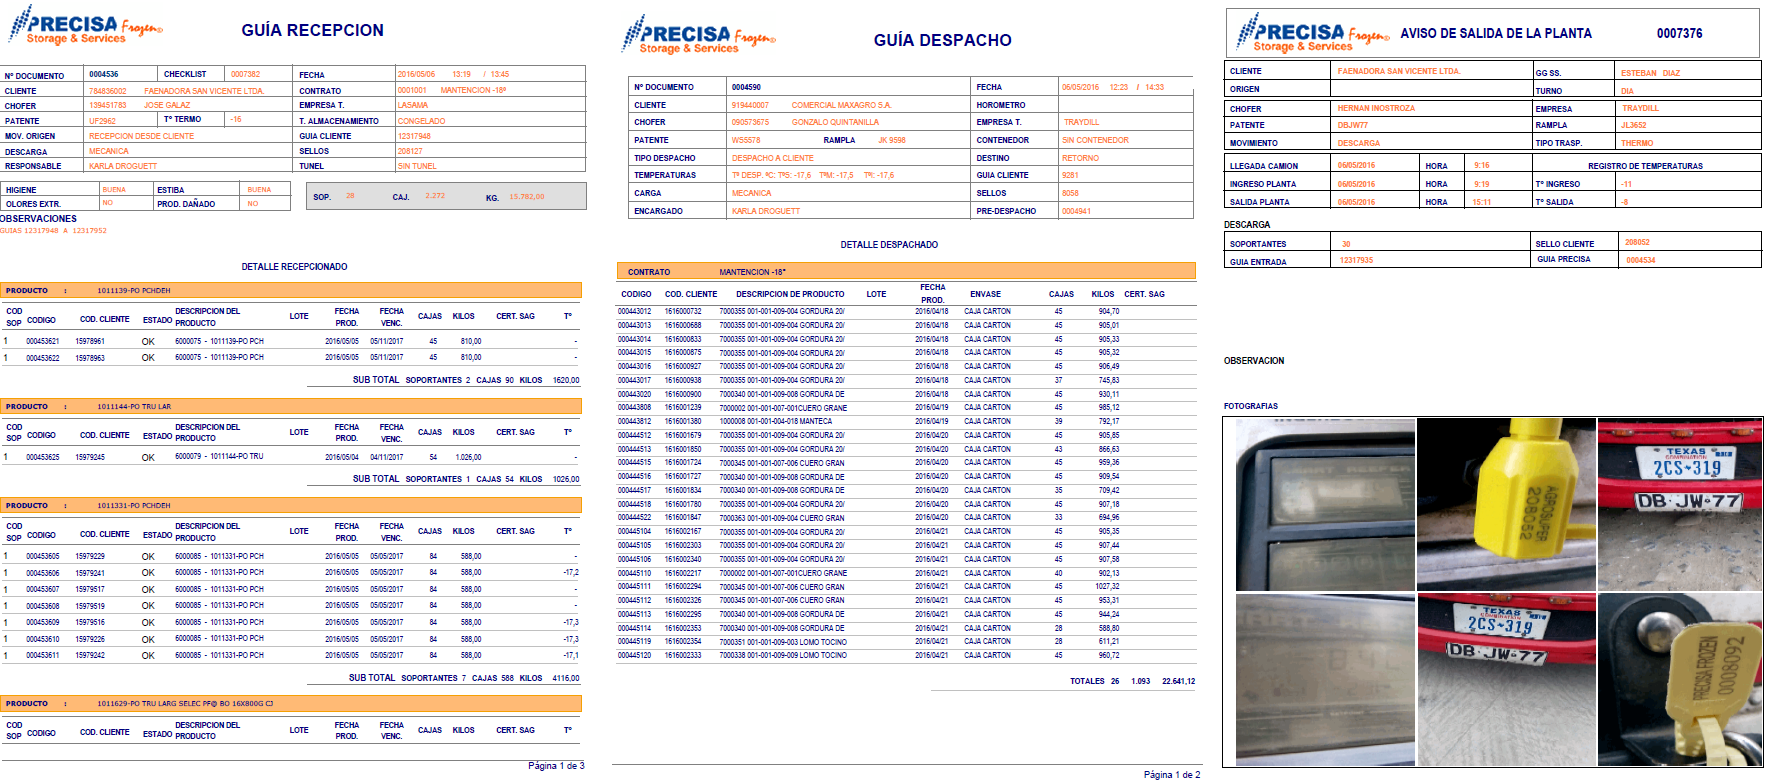 PRECISA Frozen®
Storage & Services
GUÍA RECEPCION
Nº DOCUMENTO 0004536 CHECKLIST 0007382 FECHA 2016/05/06 13:19 / 13:45
CLIENTE 784836002 FAENADORA SAN VICENTE LTDA. CONTRATO 0001001 MANTENCION -18º
CHOFER 139451783 JOSE GALAZ EMPRESA T. LASAMA
PATENTE UF2962 Tº TERMO -16 T. ALMACENAMIENTO CONGELADO
MOV. ORIGEN RECEPCION DESDE CLIENTE GUIA CLIENTE 12317948
DESCARGA MECANICA SELLOS 208127
RESPONSABLE KARLA DROGUETT TUNEL SIN TUNEL
HIGIENE BUENA ESTIBA BUENA
OLORES EXTR. NO PROD. DAÑADO NO
SOP. 28 CAJ. 2.272 KG. 15.782,00
OBSERVACIONES
GUIAS 12317948 A 12317952
DETALLE RECEPCIONADO
PRODUCTO : 1011139-PO PCHDEH
COD SOP CODIGO COD. CLIENTE ESTADO DESCRIPCION DEL PRODUCTO LOTE FECHA PROD. FECHA VENC. CAJAS KILOS CERT. SAG Tº
1 000453621 15978961 OK 6000075 - 1011139-PO PCH 2016/05/05 05/11/2017 45 810,00 -
1 000453622 15978963 OK 6000075 - 1011139-PO PCH 2016/05/05 05/11/2017 45 810,00 -
SUB TOTAL SOPORTANTES 2 CAJAS 90 KILOS 1620,00
PRODUCTO : 1011144-PO TRU LAR
COD SOP CODIGO COD. CLIENTE ESTADO DESCRIPCION DEL PRODUCTO LOTE FECHA PROD. FECHA VENC. CAJAS KILOS CERT. SAG Tº
1 000453625 15979245 OK 6000079 - 1011144-PO TRU 2016/05/04 04/11/2017 54 1.026,00 -
SUB TOTAL SOPORTANTES 1 CAJAS 54 KILOS 1026,00
PRODUCTO : 1011331-PO PCHDEH
COD SOP CODIGO COD. CLIENTE ESTADO DESCRIPCION DEL PRODUCTO LOTE FECHA PROD. FECHA VENC. CAJAS KILOS CERT. SAG Tº
1 000453605 15979229 OK 6000085 - 1011331-PO PCH 2016/05/05 05/05/2017 84 588,00 -
1 000453606 15979241 OK 6000085 - 1011331-PO PCH 2016/05/05 05/05/2017 84 588,00 -17,2
1 000453607 15979517 OK 6000085 - 1011331-PO PCH 2016/05/05 05/05/2017 84 588,00 -
1 000453608 15979519 OK 6000085 - 1011331-PO PCH 2016/05/05 05/05/2017 84 588,00 -
1 000453609 15979516 OK 6000085 - 1011331-PO PCH 2016/05/05 05/05/2017 84 588,00 -17,3
1 000453610 15979226 OK 6000085 - 1011331-PO PCH 2016/05/05 05/05/2017 84 588,00 -17,3
1 000453611 15979242 OK 6000085 - 1011331-PO PCH 2016/05/05 05/05/2017 84 588,00 -17,1
SUB TOTAL SOPORTANTES 7 CAJAS 588 KILOS 4116,00
PRODUCTO : 1011629-PO TRU LARG SELEC PF@ BO 16X800G CJ
COD SOP CODIGO COD. CLIENTE ESTADO DESCRIPCION DEL PRODUCTO LOTE FECHA PROD. FECHA VENC. CAJAS KILOS CERT. SAG Tº
Página 1 de 3
PRECISA Frozen®
Storage & Services
GUÍA DESPACHO
Nº DOCUMENTO 0004590 FECHA 06/05/2016 12:23 / 14:33
CLIENTE 919440007 COMERCIAL MAXAGRO S.A. HOROMETRO
CHOFER 090573675 GONZALO QUINTANILLA EMPRESA T. TRAYDILL
PATENTE WS5578 RAMPLA JK 9598 CONTENEDOR SIN CONTENEDOR
TIPO DESPACHO DESPACHO A CLIENTE DESTINO RETORNO
TEMPERATURAS Tº DESP. ºC: TºS: -17,6 TºM: -17,5 TºI: -17,6 GUIA CLIENTE 9281
CARGA MECANICA SELLOS 8058
ENCARGADO KARLA DROGUETT PRE-DESPACHO 0004941
DETALLE DESPACHADO
CONTRATO MANTENCION -18°
CODIGO COD. CLIENTE DESCRIPCION DE PRODUCTO LOTE FECHA PROD. ENVASE CAJAS KILOS CERT. SAG
000443012 1616000732 7000355 001-001-009-004 GORDURA 20/ 2016/04/18 CAJA CARTON 45 904,70
000443013 1616000688 7000355 001-001-009-004 GORDURA 20/ 2016/04/18 CAJA CARTON 45 905,01
000443014 1616000833 7000355 001-001-009-004 GORDURA 20/ 2016/04/18 CAJA CARTON 45 905,33
000443015 1616000875 7000355 001-001-009-004 GORDURA 20/ 2016/04/18 CAJA CARTON 45 905,32
000443016 1616000927 7000355 001-001-009-004 GORDURA 20/ 2016/04/18 CAJA CARTON 45 906,49
000443017 1616000938 7000355 001-001-009-004 GORDURA 20/ 2016/04/18 CAJA CARTON 37 745,83
000443020 1616000900 7000340 001-001-009-008 GORDURA DE 2016/04/18 CAJA CARTON 45 930,11
000443808 1616001239 7000002 001-001-007-001CUERO GRANE 2016/04/19 CAJA CARTON 45 985,12
000443812 1616001380 1000008 001-001-004-018 MANTECA 2016/04/19 CAJA CARTON 39 792,17
000444512 1616001679 7000355 001-001-009-004 GORDURA 20/ 2016/04/20 CAJA CARTON 45 905,85
000444513 1616001850 7000355 001-001-009-004 GORDURA 20/ 2016/04/20 CAJA CARTON 43 866,63
000444515 1616001724 7000345 001-001-007-006 CUERO GRAN 2016/04/20 CAJA CARTON 45 959,36
000444516 1616001727 7000340 001-001-009-008 GORDURA DE 2016/04/20 CAJA CARTON 45 909,54
000444517 1616001834 7000340 001-001-009-008 GORDURA DE 2016/04/20 CAJA CARTON 35 709,42
000444518 1616001780 7000355 001-001-009-004 GORDURA 20/ 2016/04/20 CAJA CARTON 45 907,18
000444522 1616001847 7000363 001-001-009-004 CUERO GRAN 2016/04/20 CAJA CARTON 33 694,96
000445104 1616002167 7000355 001-001-009-004 GORDURA 20/ 2016/04/21 CAJA CARTON 45 905,35
000445105 1616002303 7000355 001-001-009-004 GORDURA 20/ 2016/04/21 CAJA CARTON 45 907,44
000445106 1616002340 7000355 001-001-009-004 GORDURA 20/ 2016/04/21 CAJA CARTON 45 907,58
000445110 1616002217 7000002 001-001-007-001CUERO GRANE 2016/04/21 CAJA CARTON 40 902,13
000445111 1616002294 7000345 001-001-007-006 CUERO GRAN 2016/04/21 CAJA CARTON 45 1027,32
000445112 1616002326 7000345 001-001-007-006 CUERO GRAN 2016/04/21 CAJA CARTON 45 953,31
000445113 1616002295 7000340 001-001-009-008 GORDURA DE 2016/04/21 CAJA CARTON 45 944,24
000445114 1616002353 7000340 001-001-009-008 GORDURA DE 2016/04/21 CAJA CARTON 28 588,80
000445119 1616002354 7000351 001-001-009-003 LOMO TOCINO 2016/04/21 CAJA CARTON 28 611,21
000445120 1616002333 7000338 001-001-009-009 LOMO TOCINO 2016/04/21 CAJA CARTON 45 960,72
TOTALES 26 1.093 22.641,12
Página 1 de 2
PRECISA Frozen®
Storage & Services
AVISO DE SALIDA DE LA PLANTA 0007376
CLIENTE FAENADORA SAN VICENTE LTDA. GG SS. ESTEBAN DIAZ
ORIGEN TURNO DIA
CHOFER HERNAN INOSTROZA EMPRESA TRAYDILL
PATENTE DBJW77 RAMPLA JL3652
MOVIMIENTO DESCARGA TIPO TRASP. THERMO
LLEGADA CAMION 06/05/2016 HORA 9:16 REGISTRO DE TEMPERATURAS
INGRESO PLANTA 06/05/2016 HORA 9:19 Tº INGRESO -11
SALIDA PLANTA 06/05/2016 HORA 15:11 Tº SALIDA -8
DESCARGA
SOPORTANTES 30 SELLO CLIENTE 208052
GUIA ENTRADA 12317935 GUIA PRECISA 0004534
OBSERVACION
FOTOGRAFIAS
AGROSUPER
208052
TEXAS
2CS*319
DB JW-77
TEXAS
2CS*319
DB JW-77
PRECISA FROZEN
0008092